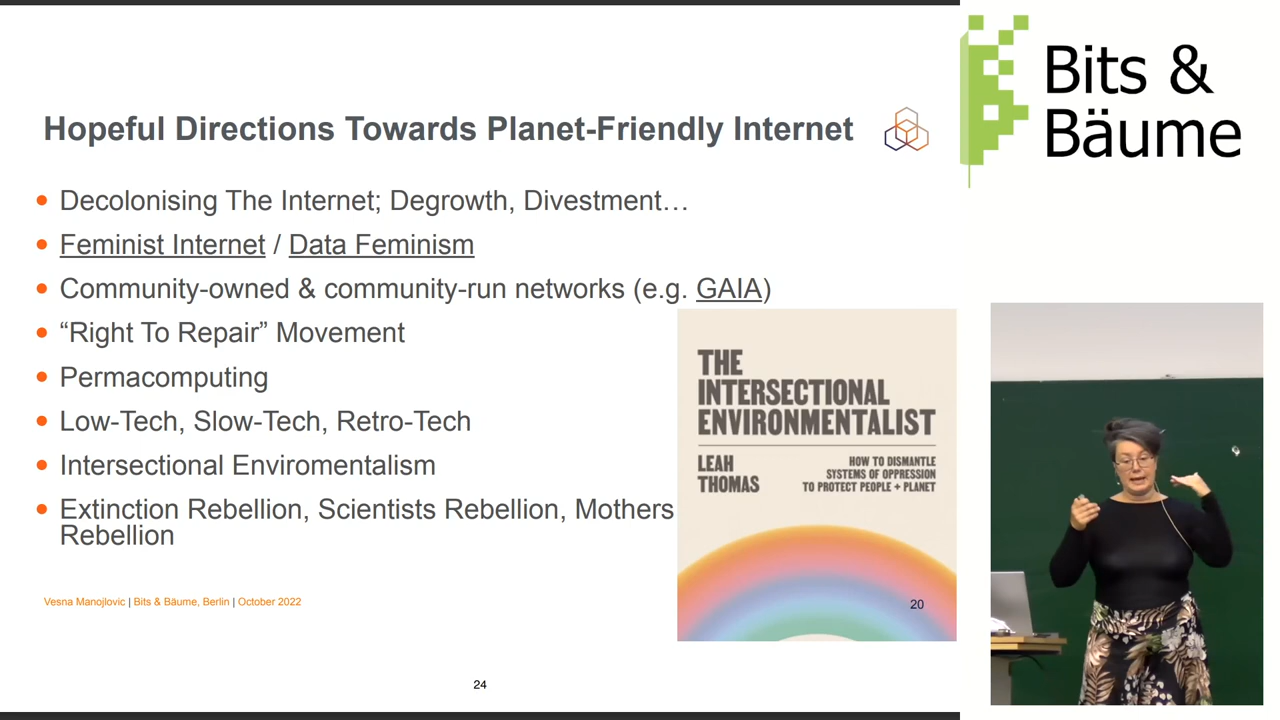 Hopeful Directions Towards Planet-Friendly Internet
Decolonising The Internet; Degrowth, Divestment…
Feminist Internet / Data Feminism
Community-owned & community-run networks (e.g. GAIA)
“Right To Repair” Movement
Permacomputing
Low-Tech, Slow-Tech, Retro-Tech
Intersectional Enviromentalism
Extinction Rebellion, Scientists Rebellion, Mothers
Rebellion
THE
INTERSECTIONAL
ENVIRONMENTALIST
LEAH
THOMAS
HOW TO DISMANTLE
SYSTEMS OF OPPRESSION
TO PROTECT PEOPLE + PLANET
20
Vesna Manojlovic | Bits & Bäume, Berlin | October 2022
24
Bits &
Bäume